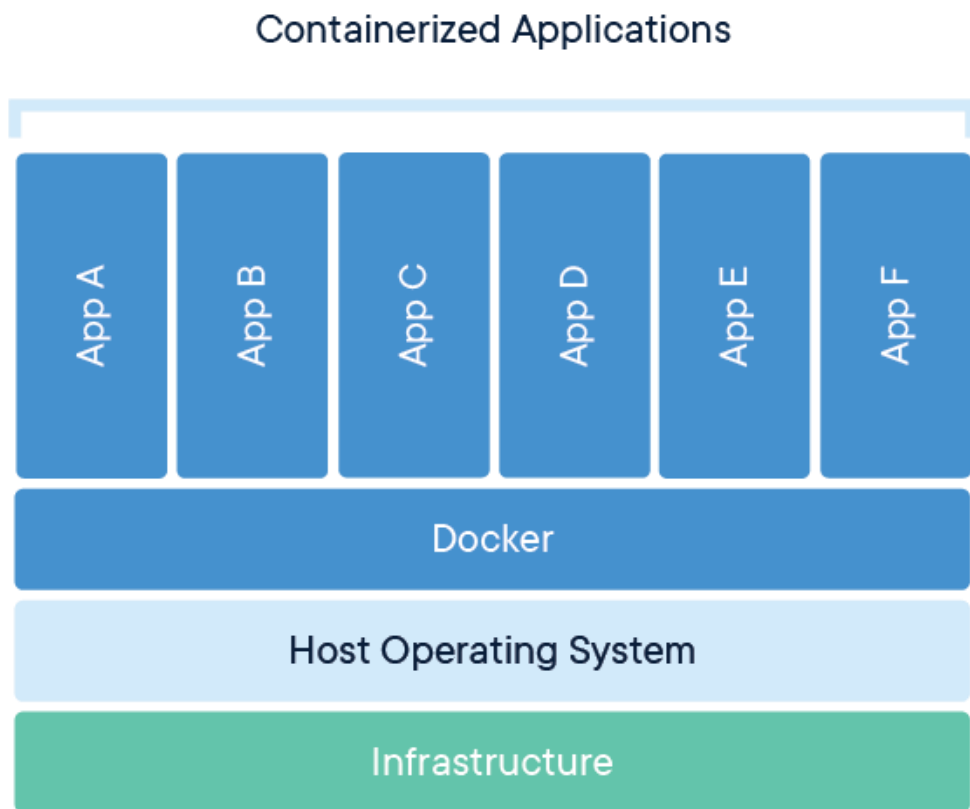 Containerized Applications
App A
App B
App C
App D
App E
App F
Docker
Host Operating System
Infrastructure